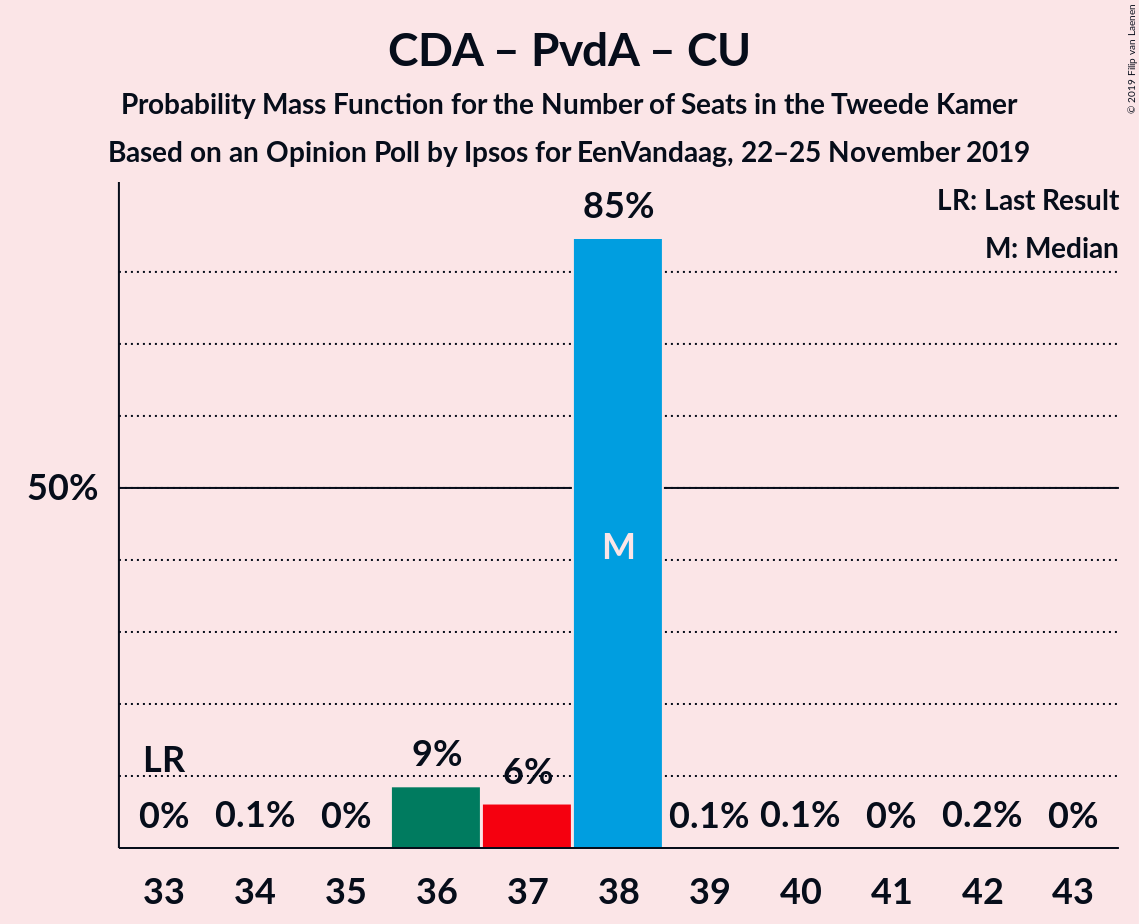 CDA – PvdA – CU
Probability Mass Function for the Number of Seats in the Tweede Kamer
Based on an Opinion Poll by Ipsos for EenVandaag, 22–25 November 2019
© 2019 Filip van Laenen
LR: Last Result
M: Median
85%
50%
M
LR
9%
6%
0% 0.1% 0% 0.1% 0.1% 0% 0.2% 0%
33 34 35 36 37 38 39 40 41 42 43